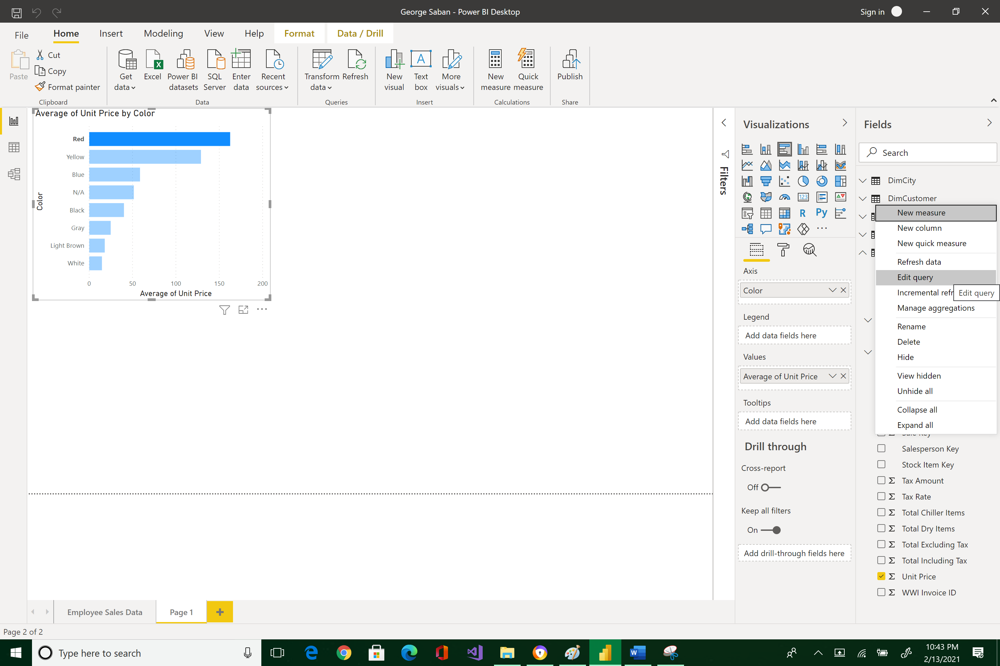 George Saban - Power BI Desktop
Sign in
File
Home
Insert
Modeling
View
Help
Format
Data / Drill
Paste
Cut
Copy
Format painter
Clipboard
Get
data
Excel
Power BI
datasets
SQL
Server
Enter
data
Recent
sources
Data
Transform
data
Refresh
Queries
New
visual
Text
box
More
visuals
Insert
New
measure
Quick
measure
Calculations
Publish
Share
Average of Unit Price by Color
Color
Red
Yellow
Blue
N/A
Black
Gray
Light Brown
White
0 50 100 150 200
Average of Unit Price
Filters
Visualizations
R
Py
123
Axis
Color
Legend
Add data fields here
Values
Average of Unit Price
Tooltips
Add data fields here
Drill through
Cross-report
Off
Keep all filters
On
Add drill-through fields here
Fields
Search
DimCity
DimCustomer
New measure
New column
New quick measure
Refresh data
Edit query
Incremental refr
Edit query
Manage aggregations
Rename
Delete
Hide
View hidden
Unhide all
Collapse all
Expand all
Sale Key
Salesperson Key
Stock Item Key
Σ Tax Amount
Σ Tax Rate
Σ Total Chiller Items
Σ Total Dry Items
Σ Total Excluding Tax
Σ Total Including Tax
Σ Unit Price
Σ WWI Invoice ID
Employee Sales Data
Page 1
Page 2 of 2
Type here to search
10:43 PM
2/13/2021